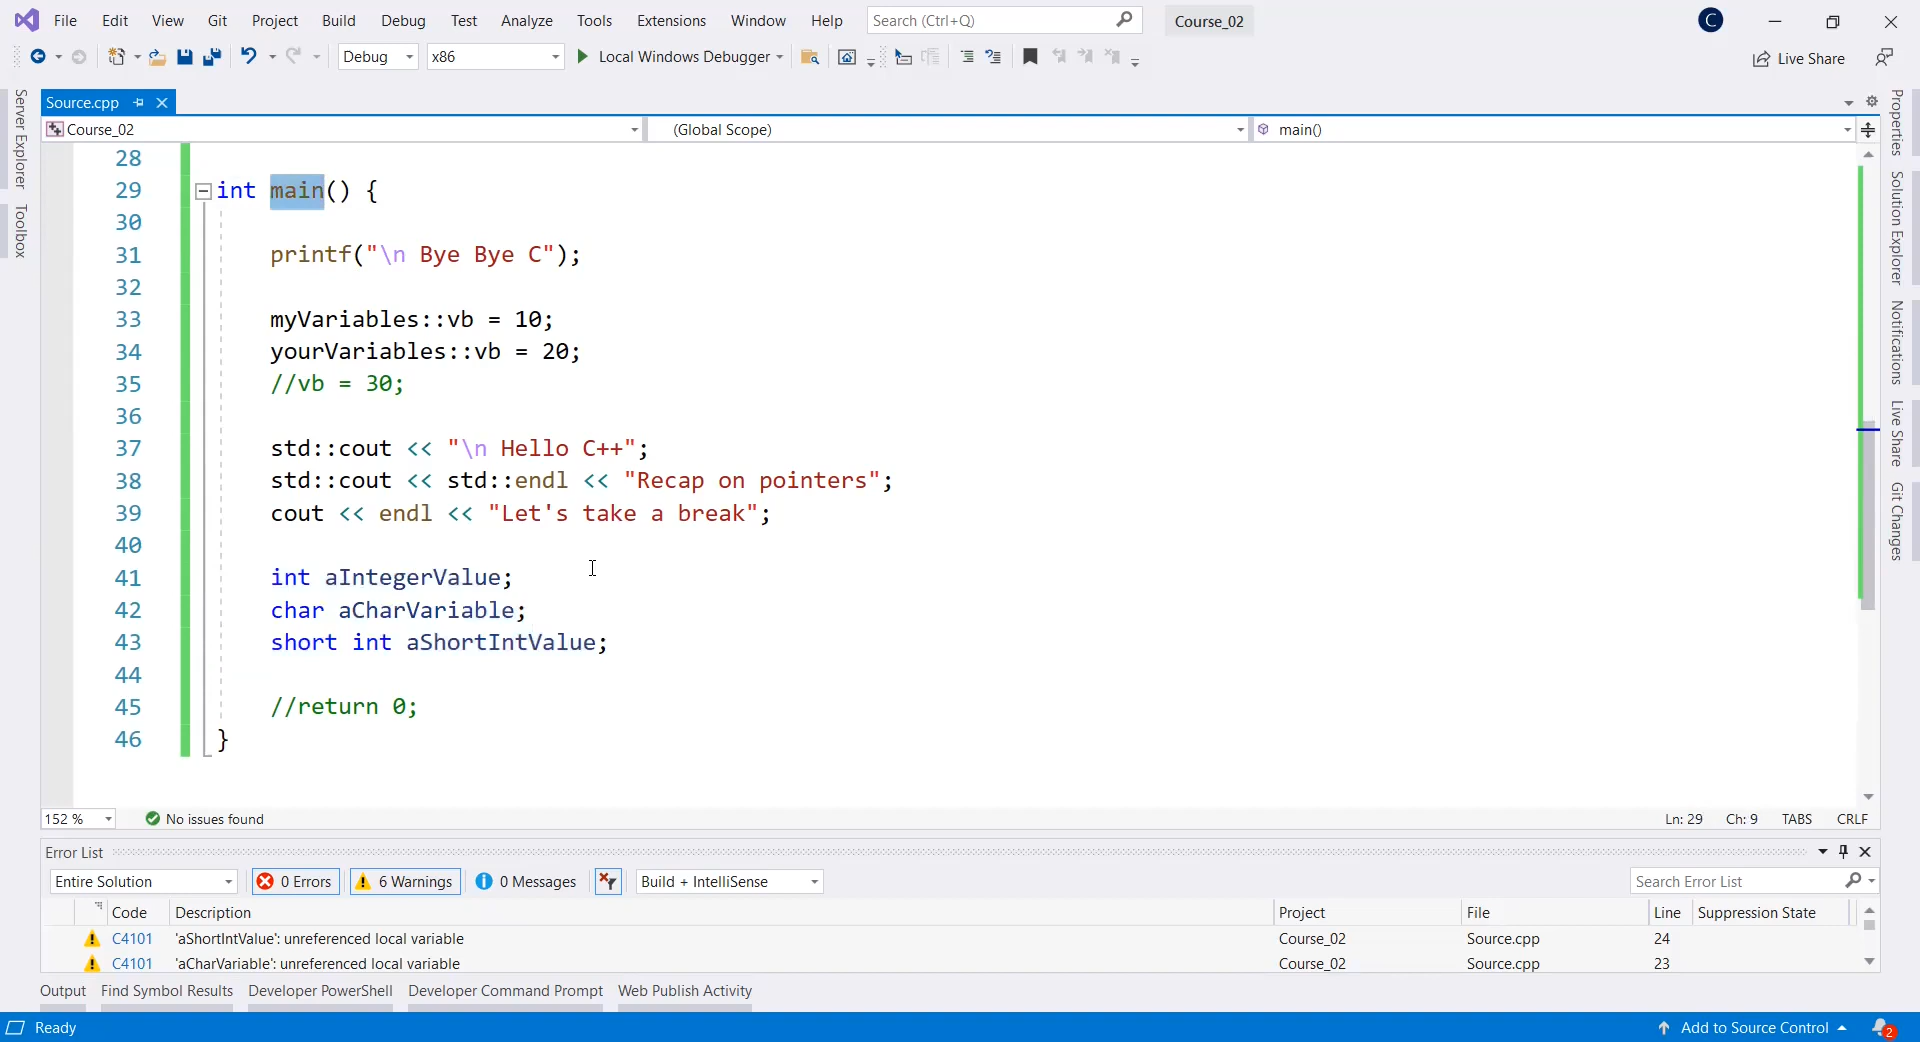 File Edit View Git Project Build Debug Test Analyze Tools Extensions Window Help Search (Ctrl+Q) Course_02 C
Debug x86 Local Windows Debugger Live Share
Source.cpp
Course_02 (Global Scope) main()
28
29 int main() {
30
31 printf("\n Bye Bye C");
32
33 myVariables::vb = 10;
34 yourVariables::vb = 20;
35 //vb = 30;
36
37 std::cout << "\n Hello C++";
38 std::cout << std::endl << "Recap on pointers";
39 cout << endl << "Let's take a break";
40
41 int aIntegerValue;
42 char aCharVariable;
43 short int aShortIntValue;
44
45 //return 0;
46 }
Server Explorer
Toolbox
Properties
Solution Explorer
Notifications
Live Share
Git Changes
152 % No issues found Ln: 29 Ch: 9 TABS CRLF
Error List
Entire Solution 0 Errors 6 Warnings 0 Messages Build + IntelliSense Search Error List
Code Description Project File Line Suppression State
C4101 'aShortIntValue': unreferenced local variable Course_02 Source.cpp 24
C4101 'aCharVariable': unreferenced local variable Course_02 Source.cpp 23
Output Find Symbol Results Developer PowerShell Developer Command Prompt Web Publish Activity
Ready Add to Source Control 2